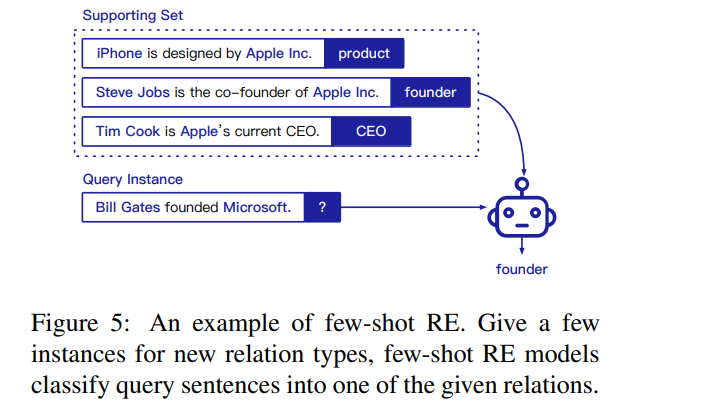 Supporting Set
iPhone is designed by Apple Inc. product
Steve Jobs is the co-founder of Apple Inc. founder
Tim Cook is Apple's current CEO. CEO
Query Instance
Bill Gates founded Microsoft. ?
founder
Figure 5: An example of few-shot RE. Give a few
instances for new relation types, few-shot RE models
classify query sentences into one of the given relations.